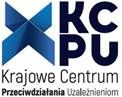 KC
PU
Krajowe Centrum
Przeciwdziałania Uzależnieniom